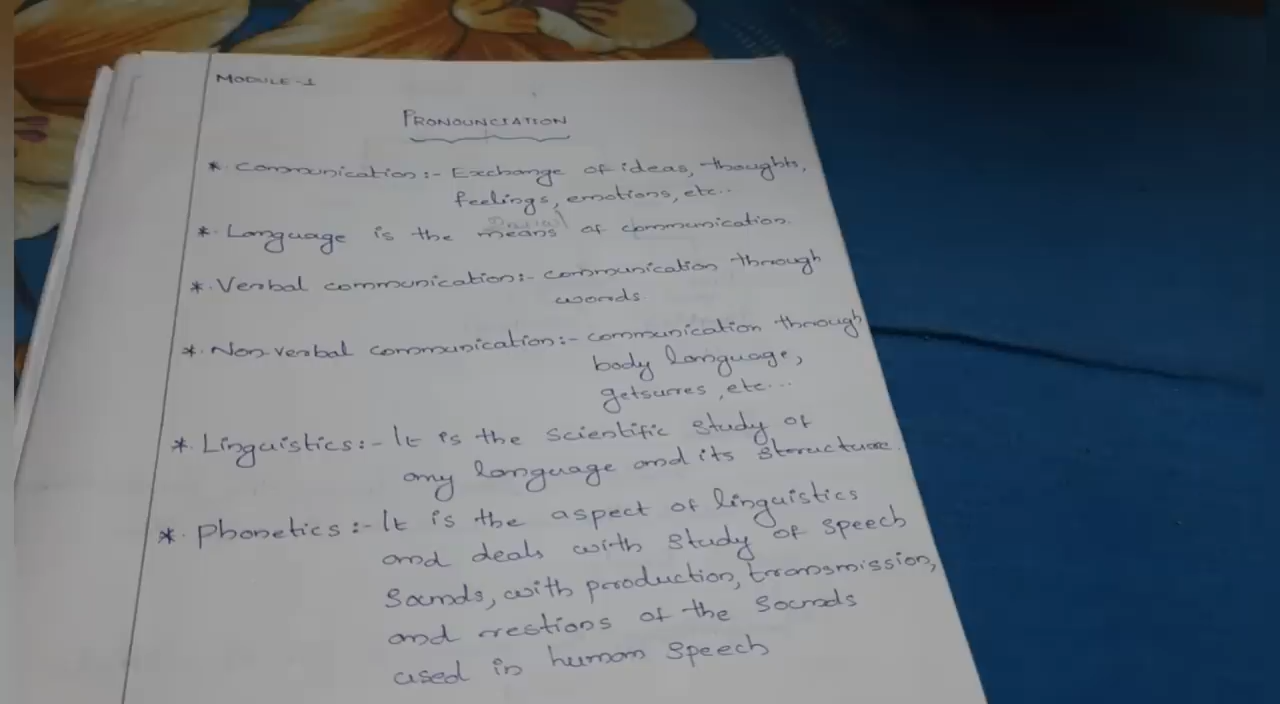 MODULE-1
PRONOUNCIATION
* Communication:- Exchange of ideas, thoughts,
feelings, emotions, etc..
* Language is the means of communication.
* Verbal communication:- communication through
words.
* Non-verbal communication:- communication through
body language,
getsurres, etc...
* Linguistics:- It is the scientific study of
any language and its structure.
* Phonetics:- It is the aspect of linguistics
and deals with study of speech
sounds, with production, transmission,
and restions of the sounds
used in human speech